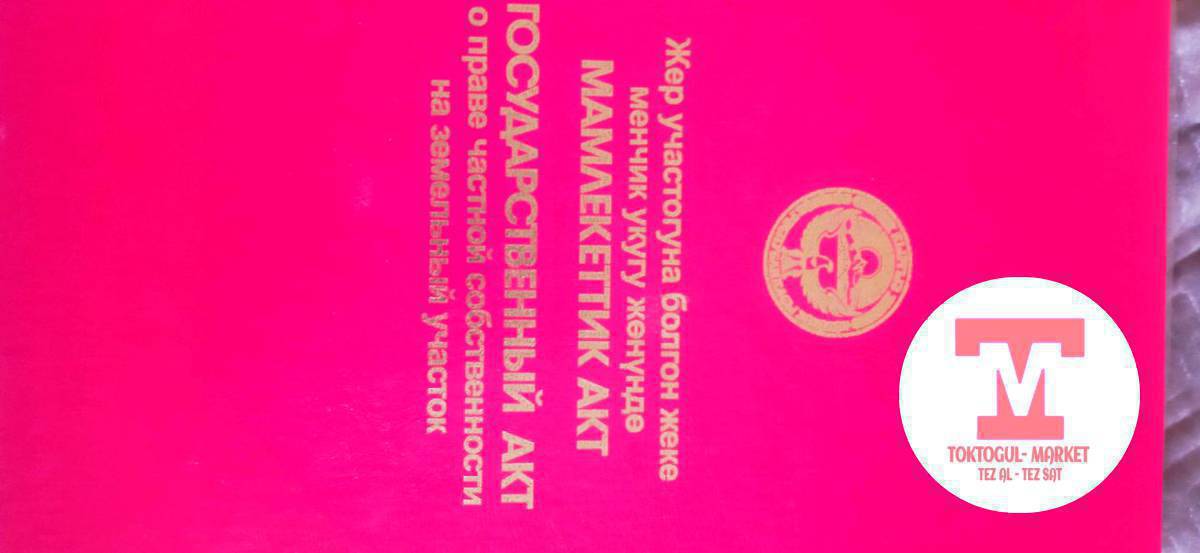 Жер участогуна болгон жеке
менчик укугу жөнүндө
МАМЛЕКЕТТИК АКТ
ГОСУДАРСТВЕННЫЙ АКТ
о праве частной собственности
на земельный участок
TOKTOGUL- MARKET
TEZ AL - TEZ SAT